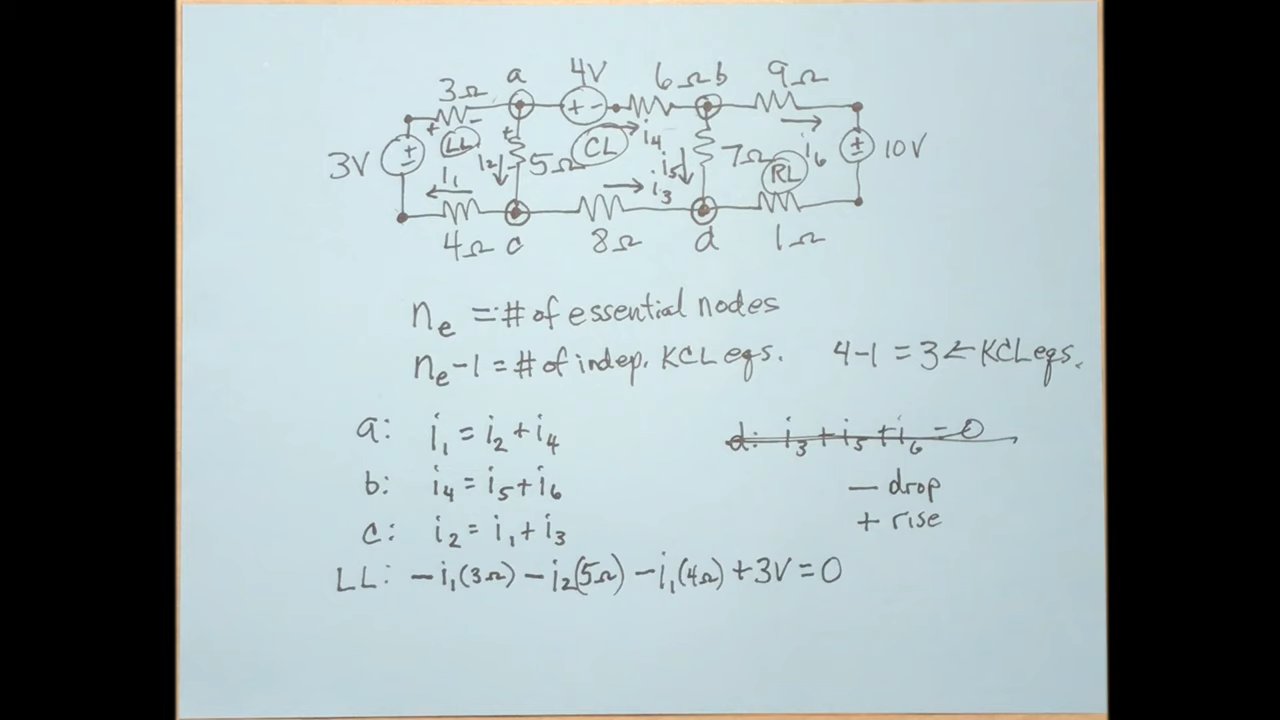 a 4V 6Ω b 9Ω
3Ω
+ - + - i₄
3V + - LL i₂ + - 5Ω CL i₅ 7Ω i₆ + - 10V
i₁ i₃ RL
4Ω c 8Ω d 1Ω
nₑ = # of essential nodes
nₑ-1 = # of indep. KCL eqs. 4-1 = 3 ← KCL eqs.
a: i₁ = i₂ + i₄ d: i₃ + i₅ + i₆ = 0
b: i₄ = i₅ + i₆ — drop
c: i₂ = i₁ + i₃ + rise
LL: -i₁(3Ω) - i₂(5Ω) - i₁(4Ω) + 3V = 0